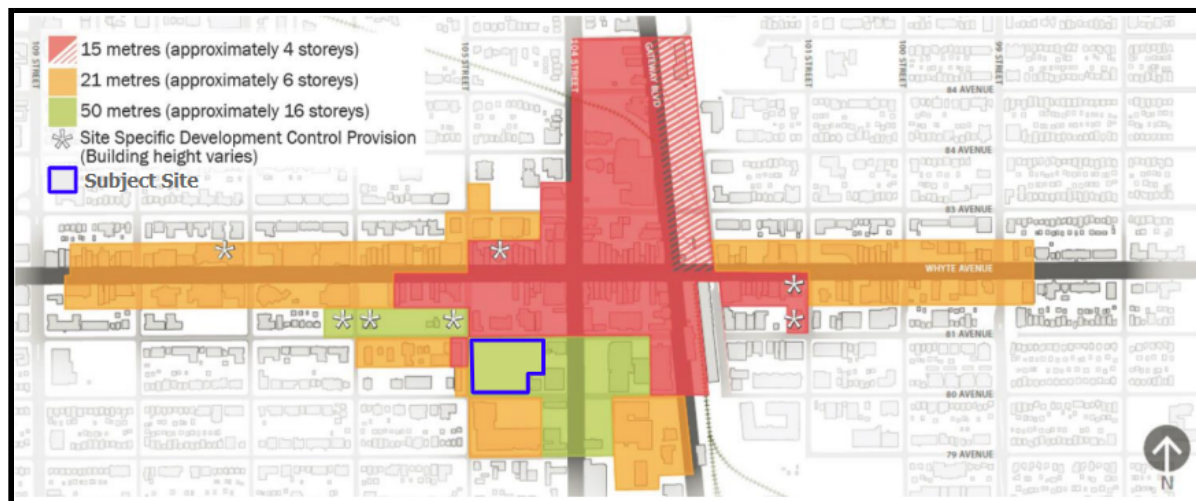 15 metres (approximately 4 storeys)
21 metres (approximately 6 storeys)
50 metres (approximately 16 storeys)
Site Specific Development Control Provision
(Building height varies)
Subject Site
109 STREET
105 STREET
104 STREET
GATEWAY BLVD
101 STREET
100 STREET
99 STREET
84 AVENUE
84 AVENUE
83 AVENUE
WHYTE AVENUE
81 AVENUE
80 AVENUE
79 AVENUE
N